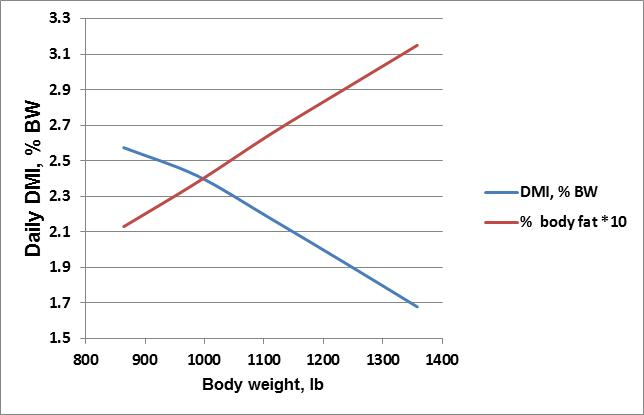 3.3
3.1
2.9
2.7
2.5
2.3
2.1
1.9
1.7
1.5
Daily DMI, % BW
800 900 1000 1100 1200 1300 1400
Body weight, lb
DMI, % BW
% body fat *10